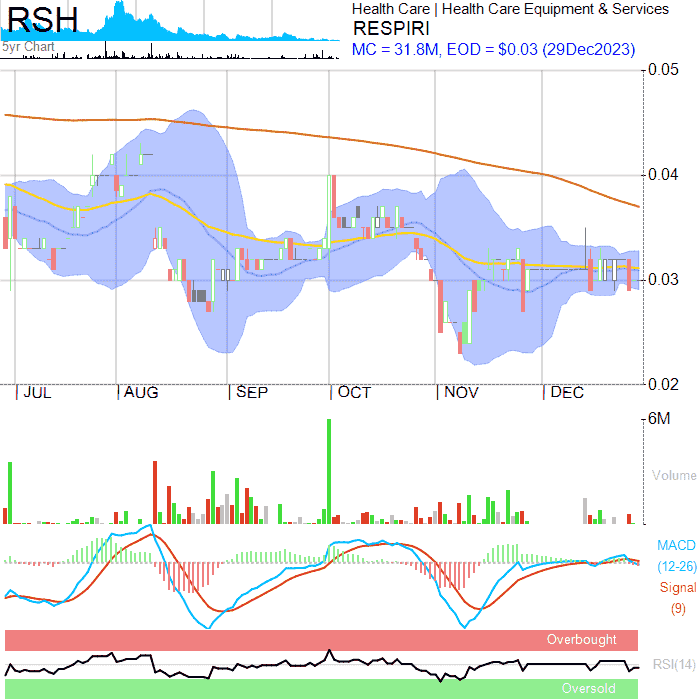 RSH
5yr Chart
Health Care | Health Care Equipment & Services
RESPIRI
MC = 31.8M, EOD = $0.03 (29Dec2023)
0.05
0.04
0.03
0.02
JUL AUG SEP OCT NOV DEC
6M
Volume
MACD
(12-26)
Signal
(9)
Overbought
RSI(14)
Oversold